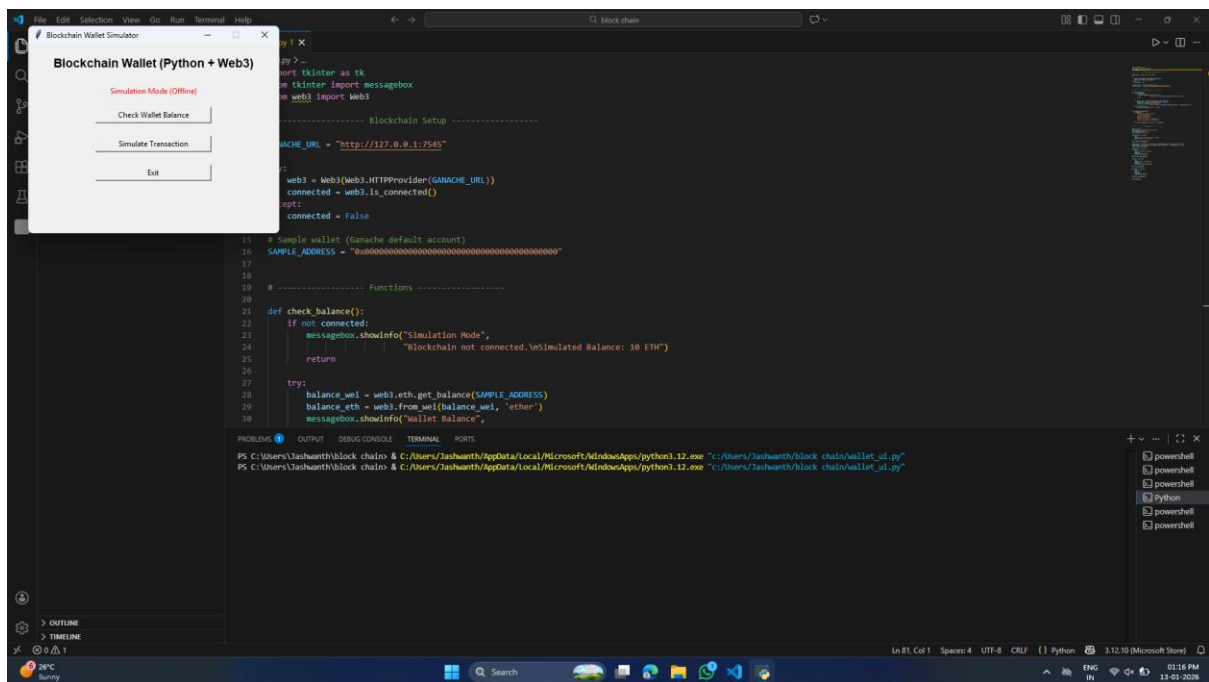 File Edit Selection View Go Run Terminal Help
block chain
Blockchain Wallet Simulator
Blockchain Wallet (Python + Web3)
Simulation Mode (Offline)
Check Wallet Balance
Simulate Transaction
Exit
py 1
.py > ...
port tkinter as tk
m tkinter import messagebox
m web3 import Web3
----------------- Blockchain Setup -----------------
NACHE_URL = "http://127.0.0.1:7545"
y:
web3 = Web3(Web3.HTTPProvider(GANACHE_URL))
connected = web3.is_connected()
cept:
connected = False
15 # Sample wallet (Ganache default account)
16 SAMPLE_ADDRESS = "0x0000000000000000000000000000000000000000"
17
18
19 # ----------------- Functions -----------------
20
21 def check_balance():
22 if not connected:
23 messagebox.showinfo("Simulation Mode",
24 "Blockchain not connected.\nSimulated Balance: 10 ETH")
25 return
26
27 try:
28 balance_wei = web3.eth.get_balance(SAMPLE_ADDRESS)
29 balance_eth = web3.from_wei(balance_wei, 'ether')
30 messagebox.showinfo("Wallet Balance",
PROBLEMS 1 OUTPUT DEBUG CONSOLE TERMINAL PORTS
PS C:\Users\Jashwanth\block chain> & C:/Users/Jashwanth/AppData/Local/Microsoft/WindowsApps/python3.12.exe "c:/Users/Jashwanth/block chain/wallet_ui.py"
PS C:\Users\Jashwanth\block chain> & C:/Users/Jashwanth/AppData/Local/Microsoft/WindowsApps/python3.12.exe "c:/Users/Jashwanth/block chain/wallet_ui.py"
powershell
powershell
powershell
Python
powershell
powershell
OUTLINE
TIMELINE
0 1
Ln 81, Col 1 Spaces: 4 UTF-8 CRLF { } Python 3.12.10 (Microsoft Store)
6
26°C
Sunny
Search
ENG
IN
01:16 PM
13-01-2026